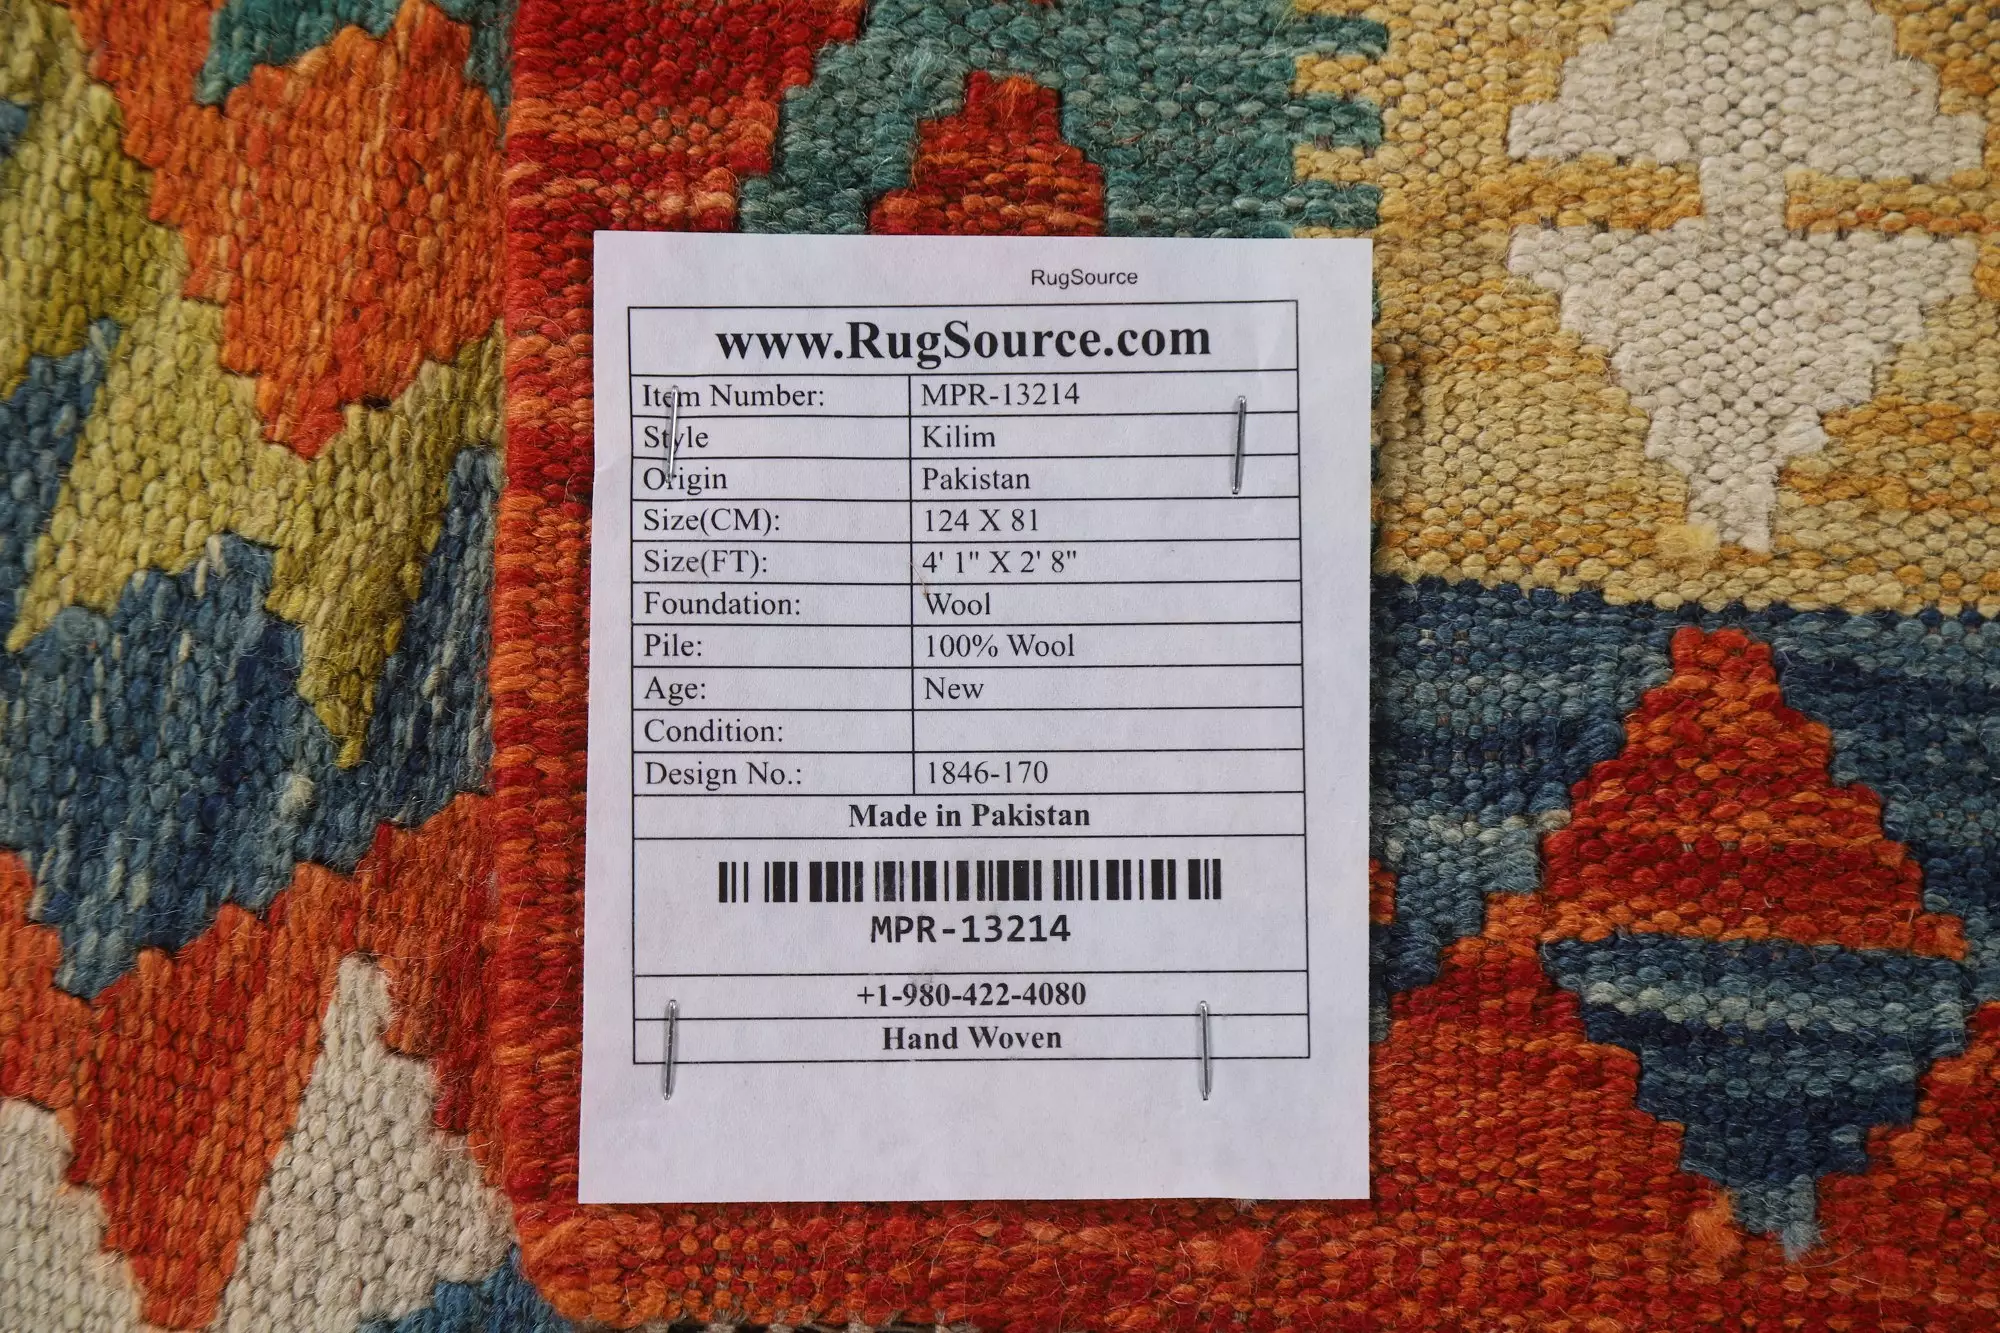 RugSource
www.RugSource.com
Item Number: MPR-13214
Style Kilim
Origin Pakistan
Size(CM): 124 X 81
Size(FT): 4' 1" X 2' 8"
Foundation: Wool
Pile: 100% Wool
Age: New
Condition:
Design No.: 1846-170
Made in Pakistan
MPR-13214
+1-980-422-4080
Hand Woven